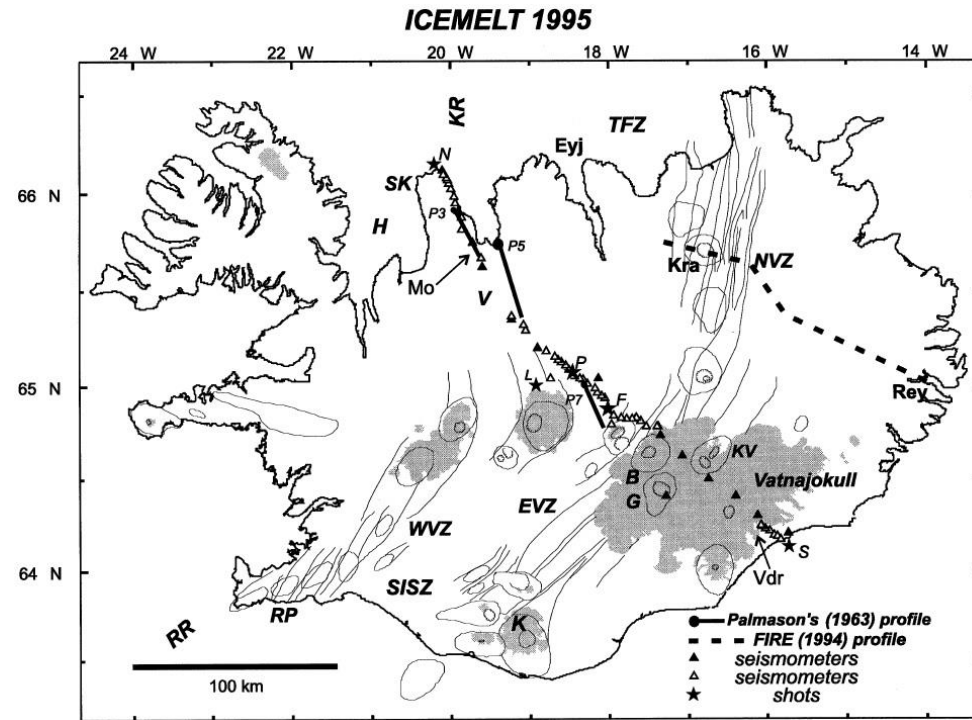 ICEMELT 1995
24 W 22 W 20 W 18 W 16 W 14 W
KR
TFZ
N
Eyj
66 N
SK
P3
H
P5
Kra
NVZ
Mo
V
65 N
P
L
P7
F
Rey
KV
B
Vatnajokull
G
EVZ
WVZ
S
64 N
Vdr
SISZ
RP
K
RR
Palmason's (1963) profile
FIRE (1994) profile
seismometers
seismometers
shots
100 km